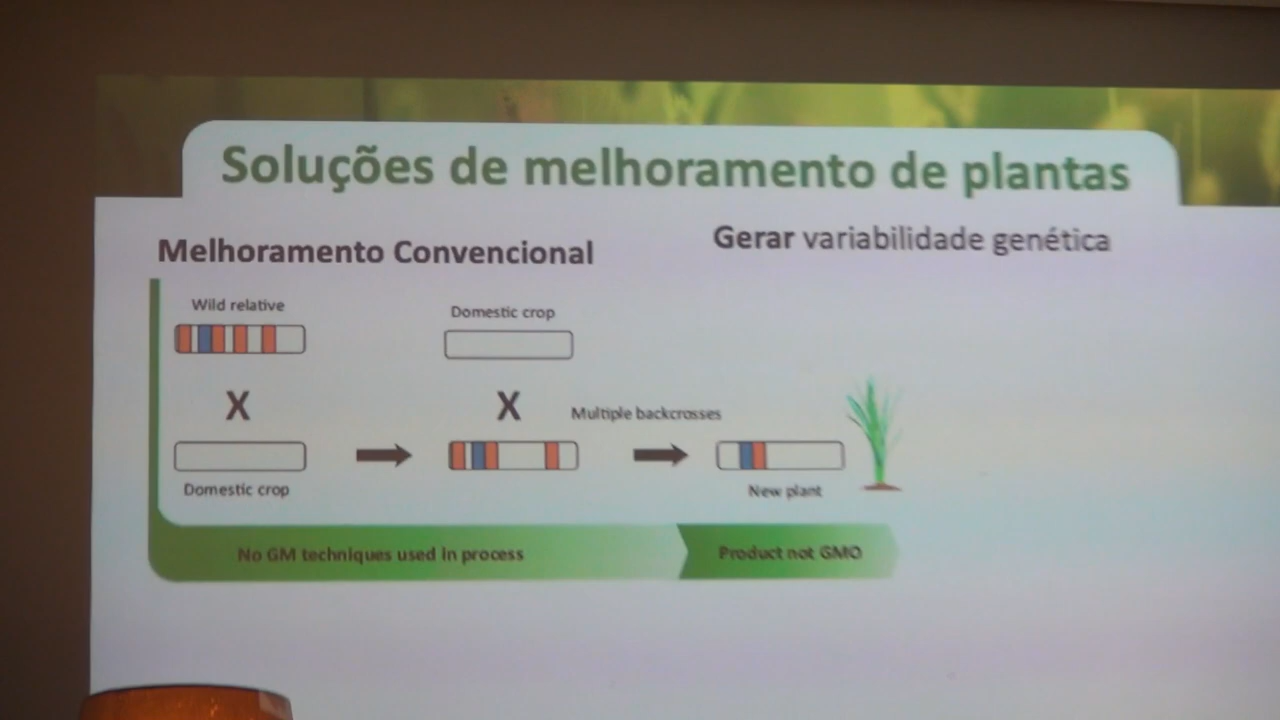 Soluções de melhoramento de plantas
Melhoramento Convencional
Gerar variabilidade genética
Wild relative
Domestic crop
X
X
Multiple backcrosses
Domestic crop
New plant
No GM techniques used in process
Product not GMO